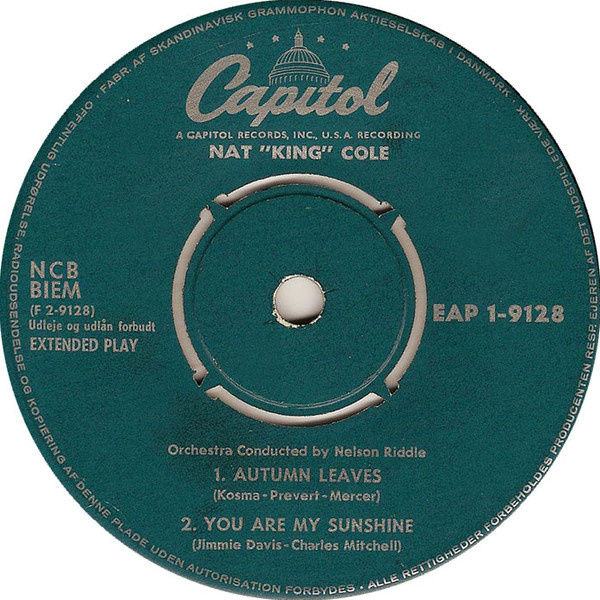 FABR. AF SKANDINAVISK GRAMMOPHON AKTIESELSKAB I DANMARK ·
Capitol
A CAPITOL RECORDS, INC., U.S.A. RECORDING
NAT "KING" COLE
NCB
BIEM
(F 2-9128)
Udleje og udlån forbudt
EXTENDED PLAY
EAP 1-9128
Orchestra Conducted by Nelson Riddle
1. AUTUMN LEAVES
(Kosma-Prevert-Mercer)
2. YOU ARE MY SUNSHINE
(Jimmie Davis-Charles Mitchell)
OFFENTLIG UDFØRELSE, RADIOUDSENDELSE OG KOPIERING AF DENNE PLADE UDEN AUTORISATION FORBYDES · ALLE RETTIGHEDER FORBEHOLDES PRODUCENTEN RESP. EJEREN AF DET INDSPILLEDE VÆRK